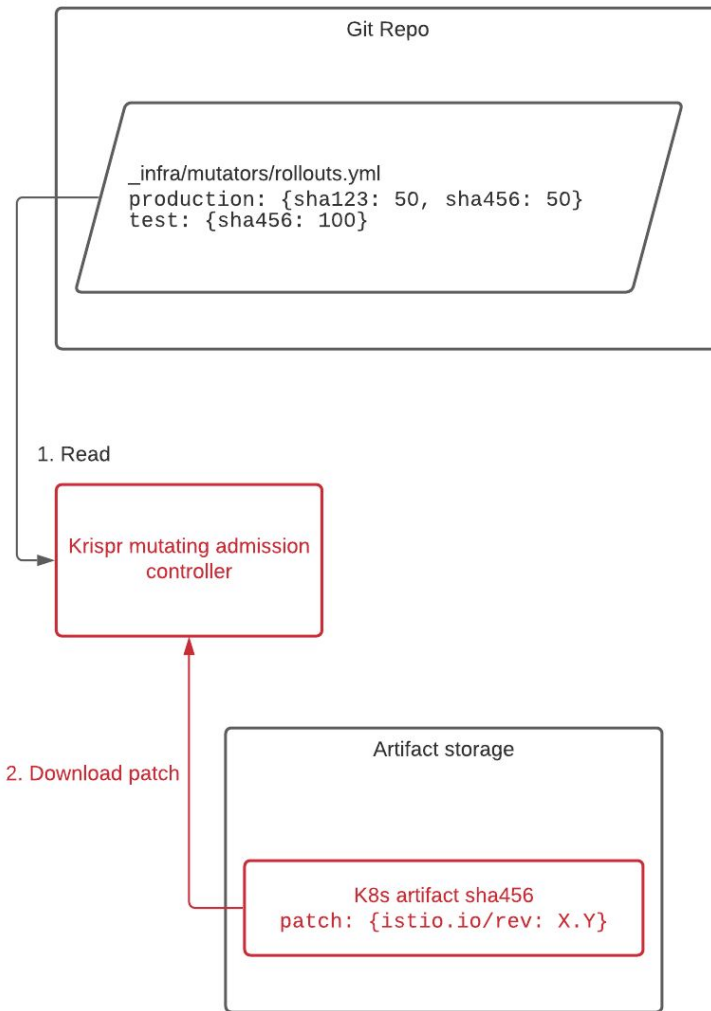 Git Repo
_infra/mutators/rollouts.yml
production: {sha123: 50, sha456: 50}
test: {sha456: 100}
1. Read
Krispr mutating admission
controller
Artifact storage
2. Download patch
K8s artifact sha456
patch: {istio.io/rev: X.Y}